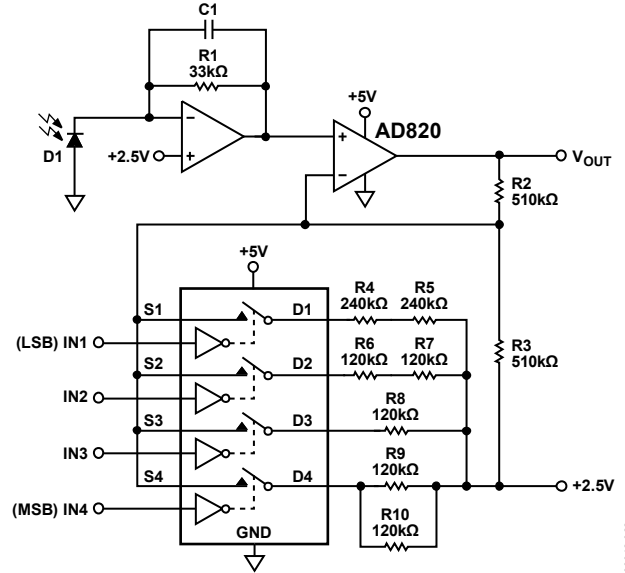 C1
R1
33kΩ
+5V
AD820
D1
+2.5V
−
+
+
−
VOUT
R2
510kΩ
+5V
S1
D1
R4
240kΩ
R5
240kΩ
(LSB) IN1
S2
D2
R6
120kΩ
R7
120kΩ
R3
510kΩ
IN2
S3
D3
R8
120kΩ
IN3
S4
D4
R9
120kΩ
+2.5V
(MSB) IN4
R10
120kΩ
GND